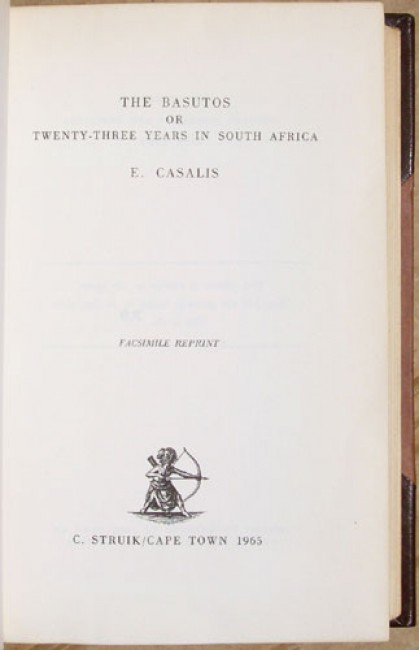 THE BASUTOS
OR
TWENTY-THREE YEARS IN SOUTH AFRICA
E. CASALIS
FACSIMILE REPRINT
C. STRUIK/CAPE TOWN 1965